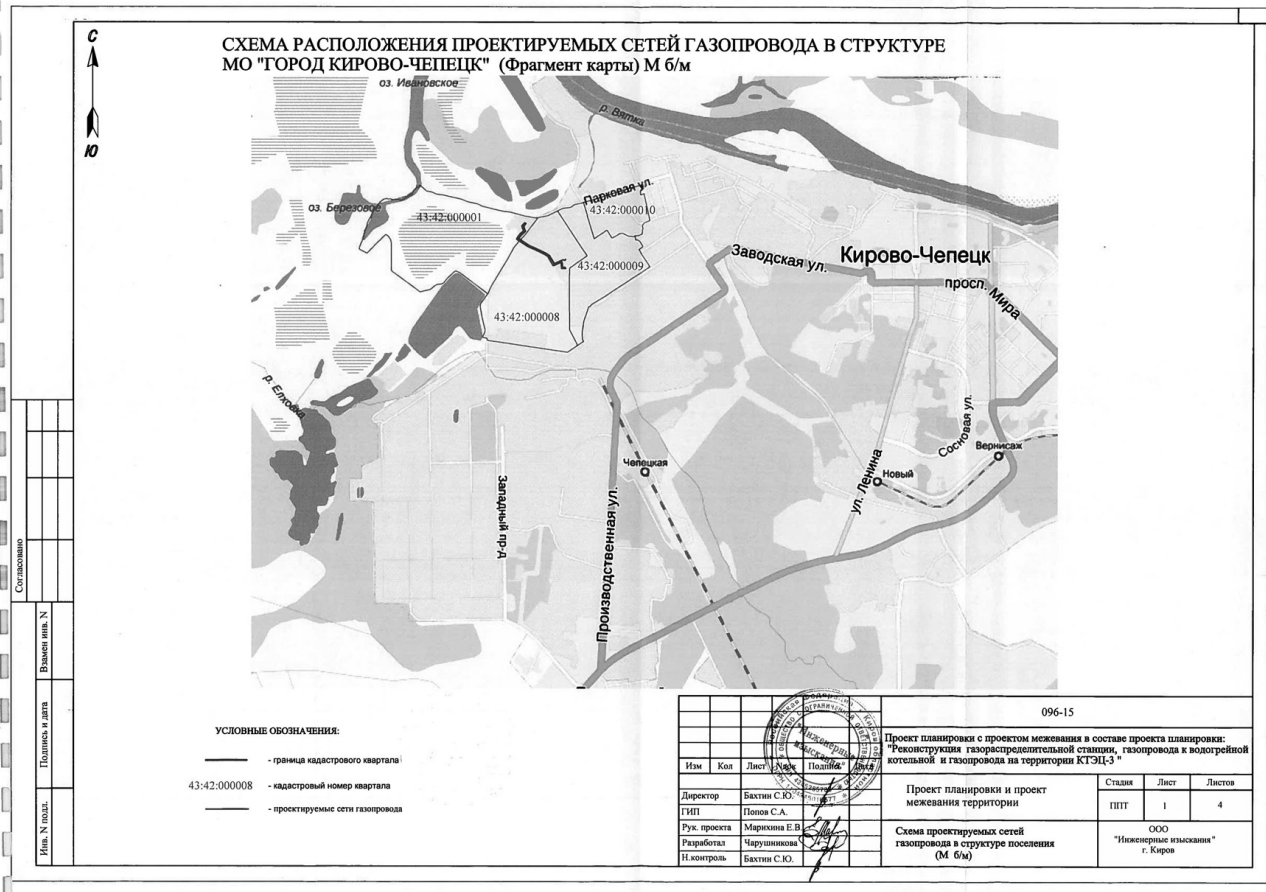 С
Ю
СХЕМА РАСПОЛОЖЕНИЯ ПРОЕКТИРУЕМЫХ СЕТЕЙ ГАЗОПРОВОДА В СТРУКТУРЕ
МО "ГОРОД КИРОВО-ЧЕПЕЦК" (Фрагмент карты) М б/м
оз. Ивановское
р. Вятка
Парковая ул.
оз. Березовое
43:42:000001
43:42:000010
43:42:000009
43:42:000008
Заводская ул.
Кирово-Чепецк
просп. Мира
р. Елховка
Чепецкая
Западный пр-д
Производственная ул.
Сосновая ул.
Вернисаж
Новый
ул. Ленина
УСЛОВНЫЕ ОБОЗНАЧЕНИЯ:
- граница кадастрового квартала
43:42:000008 - кадастровый номер квартала
- проектируемые сети газопровода
Согласовано
Взамен инв. N
Подпись и дата
Инв. N подл.
096-15
Проект планировки с проектом межевания в составе проекта планировки:
"Реконструкция газораспределительной станции, газопровода к водогрейной
котельной и газопровода на территории КТЭЦ-3 "
Изм Кол Лист
"Инженерные
изыскания"
Директор Бахтин С.Ю.
ГИП Попов С.А.
Рук. проекта Марихина Е.В.
Разработал Чарушникова
Н.контроль Бахтин С.Ю.
Проект планировки и проект
межевания территории
Стадия Лист Листов
ППТ 1 4
Схема проектируемых сетей
газопровода в структуре поселения
(М б/м)
ООО
"Инженерные изыскания"
г. Киров